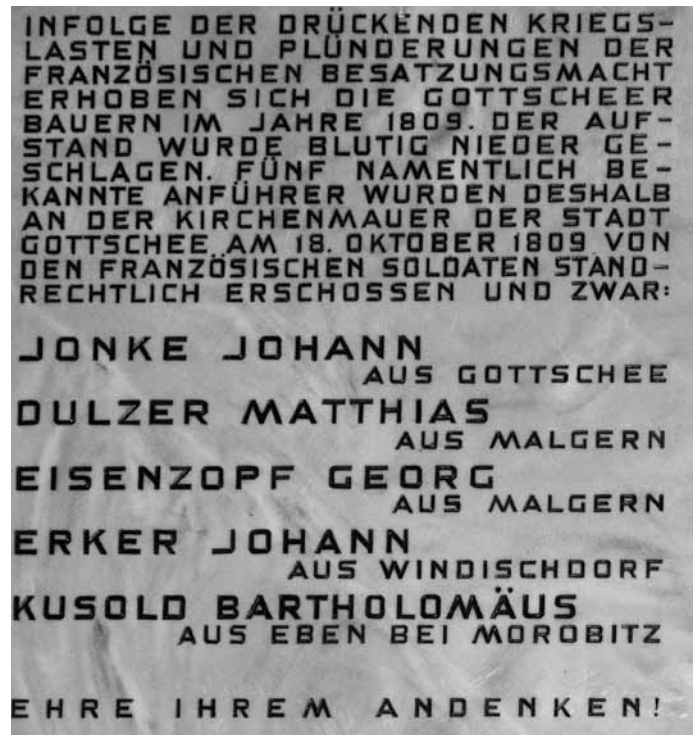 INFOLGE DER DRÜCKENDEN KRIEGS-
LASTEN UND PLÜNDERUNGEN DER
FRANZÖSISCHEN BESATZUNGSMACHT
ERHOBEN SICH DIE GOTTSCHEER
BAUERN IM JAHRE 1809. DER AUF-
STAND WURDE BLUTIG NIEDER GE-
SCHLAGEN. FÜNF NAMENTLICH BE-
KANNTE ANFÜHRER WURDEN DESHALB
AN DER KIRCHENMAUER DER STADT
GOTTSCHEE AM 18. OKTOBER 1809 VON
DEN FRANZÖSISCHEN SOLDATEN STAND-
RECHTLICH ERSCHOSSEN UND ZWAR:
JONKE JOHANN
AUS GOTTSCHEE
DULZER MATTHIAS
AUS MALGERN
EISENZOPF GEORG
AUS MALGERN
ERKER JOHANN
AUS WINDISCHDORF
KUSOLD BARTHOLOMÄUS
AUS EBEN BEI MOROBITZ
EHRE IHREM ANDENKEN!